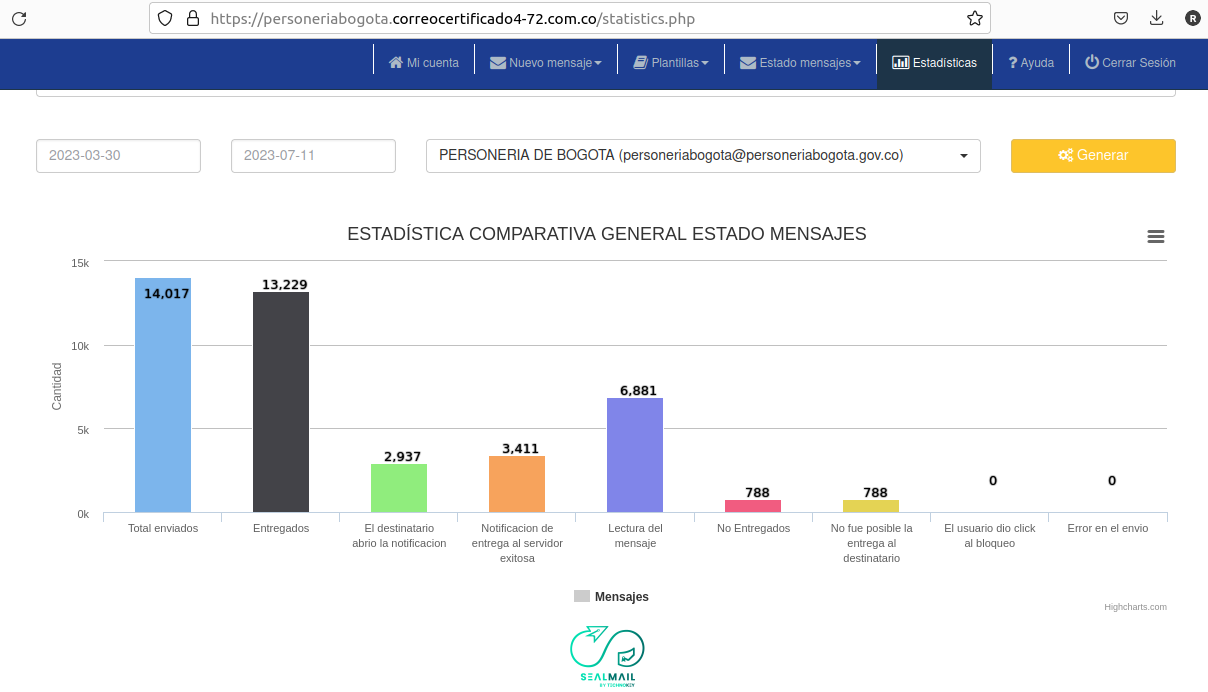 https://personeriabogota.correocertificado4-72.com.co/statistics.php
R
Mi cuenta
Nuevo mensaje
Plantillas
Estado mensajes
Estadísticas
? Ayuda
Cerrar Sesión
2023-03-30
2023-07-11
PERSONERIA DE BOGOTA (personeriabogota@personeriabogota.gov.co)
Generar
ESTADÍSTICA COMPARATIVA GENERAL ESTADO MENSAJES
Cantidad
15k
10k
5k
0k
14,017
13,229
2,937
3,411
6,881
788
788
0
0
Total enviados
Entregados
El destinatario
abrio la notificacion
Notificacion de
entrega al servidor
exitosa
Lectura del
mensaje
No Entregados
No fue posible la
entrega al
destinatario
El usuario dio click
al bloqueo
Error en el envio
Mensajes
Highcharts.com
SEALMAIL
BY TECHNOKEY